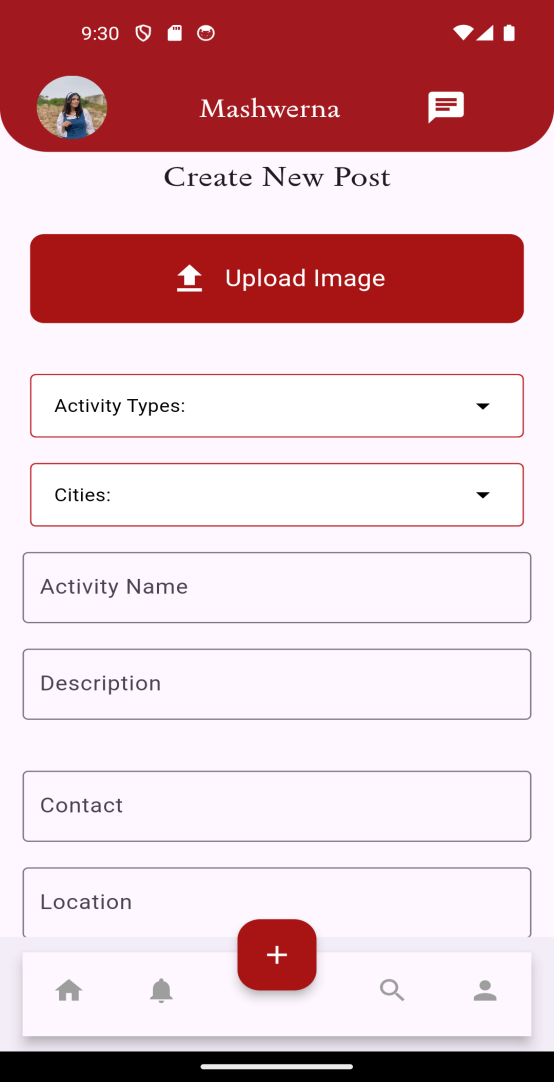 9:30
Mashwerna
Create New Post
Upload Image
Activity Types:
Cities:
Activity Name
Description
Contact
Location